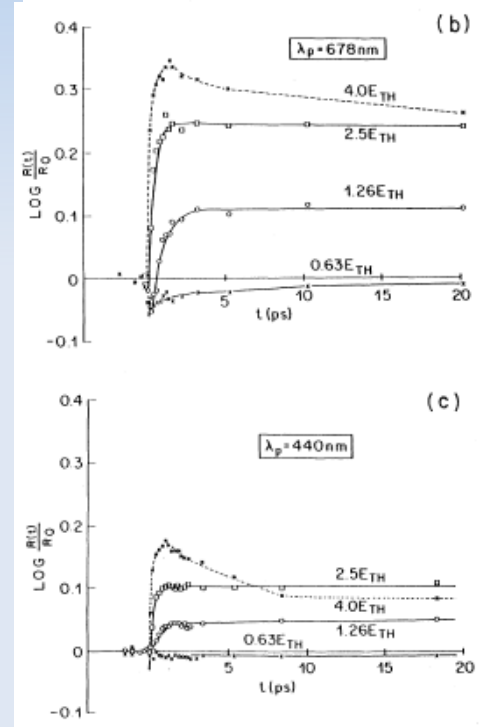 (b)
λp=678nm
0.4
0.3
0.2
0.1
0
-0.1
LOG R(t)/R0
4.0ETH
2.5ETH
1.26ETH
0.63ETH
5
10
15
20
t(ps)
(c)
λp=440nm
0.4
0.3
0.2
0.1
0
-0.1
LOG R(t)/R0
2.5ETH
4.0ETH
1.26ETH
0.63ETH
5
10
15
20
t(ps)